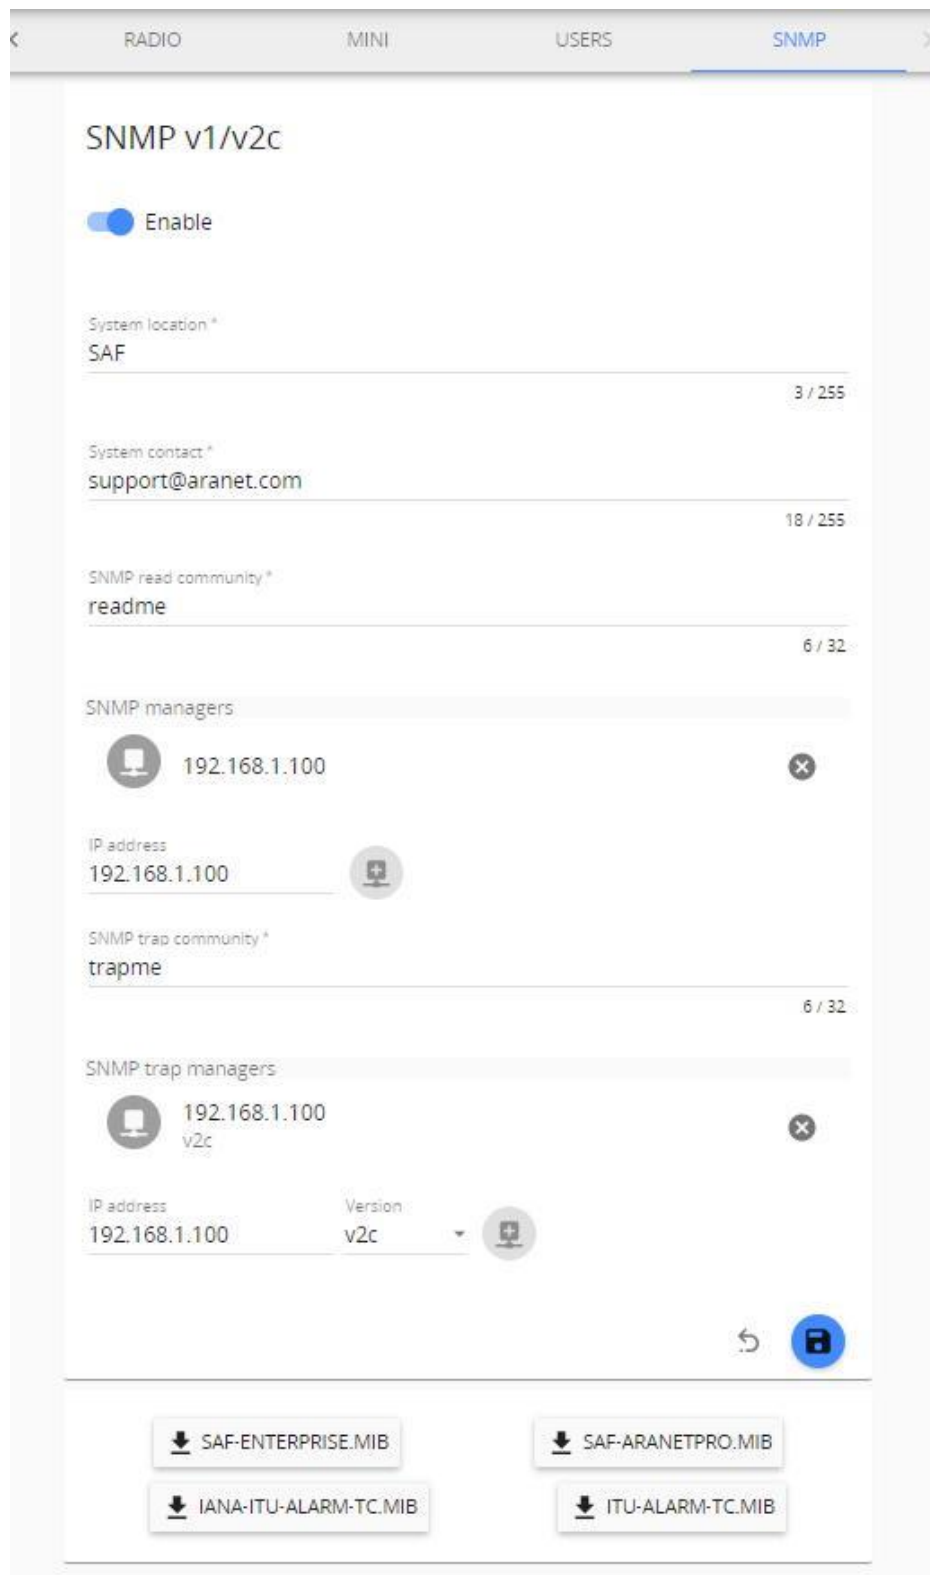 RADIO MINI USERS SNMP
SNMP v1/v2c
Enable
System location *
SAF
3 / 255
System contact *
support@aranet.com
18 / 255
SNMP read community *
readme
6 / 32
SNMP managers
192.168.1.100
IP address
192.168.1.100
SNMP trap community *
trapme
6 / 32
SNMP trap managers
192.168.1.100
v2c
IP address Version
192.168.1.100 v2c
SAF-ENTERPRISE.MIB SAF-ARANETPRO.MIB
IANA-ITU-ALARM-TC.MIB ITU-ALARM-TC.MIB